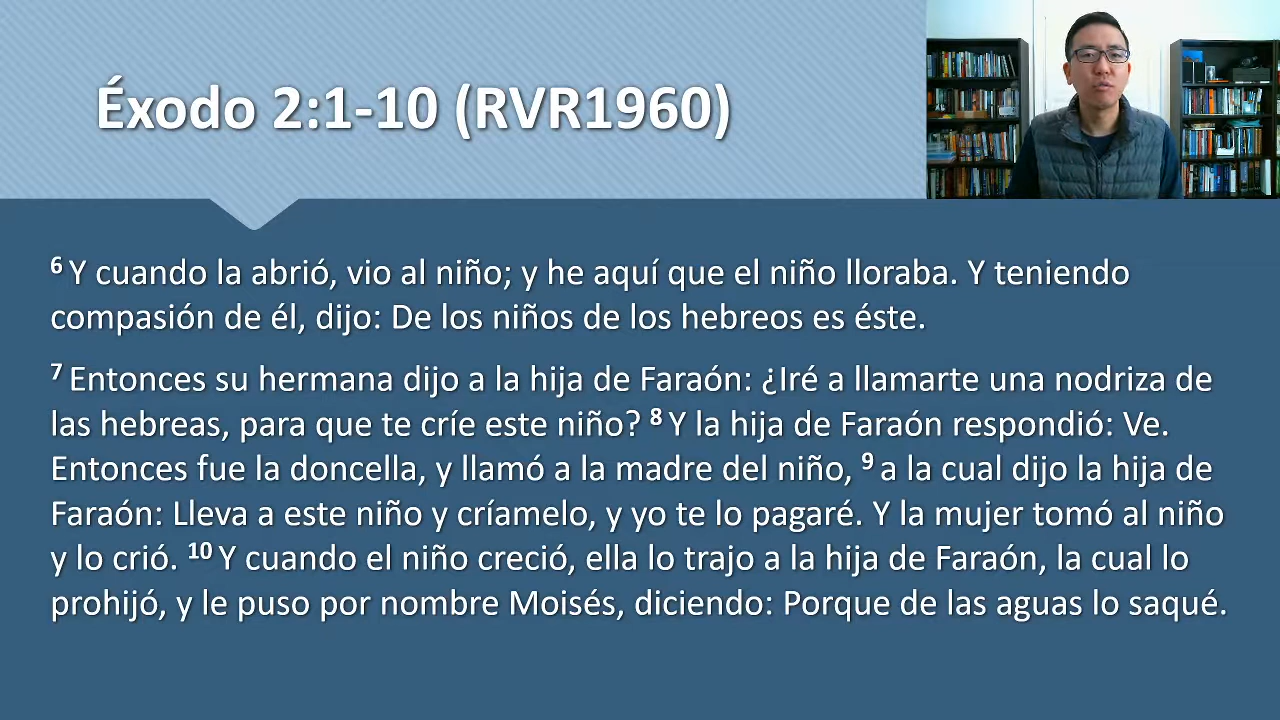 Éxodo 2:1-10 (RVR1960)
6 Y cuando la abrió, vio al niño; y he aquí que el niño lloraba. Y teniendo
compasión de él, dijo: De los niños de los hebreos es éste.
7 Entonces su hermana dijo a la hija de Faraón: ¿Iré a llamarte una nodriza de
las hebreas, para que te críe este niño? 8 Y la hija de Faraón respondió: Ve.
Entonces fue la doncella, y llamó a la madre del niño, 9 a la cual dijo la hija de
Faraón: Lleva a este niño y críamelo, y yo te lo pagaré. Y la mujer tomó al niño
y lo crió. 10 Y cuando el niño creció, ella lo trajo a la hija de Faraón, la cual lo
prohijó, y le puso por nombre Moisés, diciendo: Porque de las aguas lo saqué.